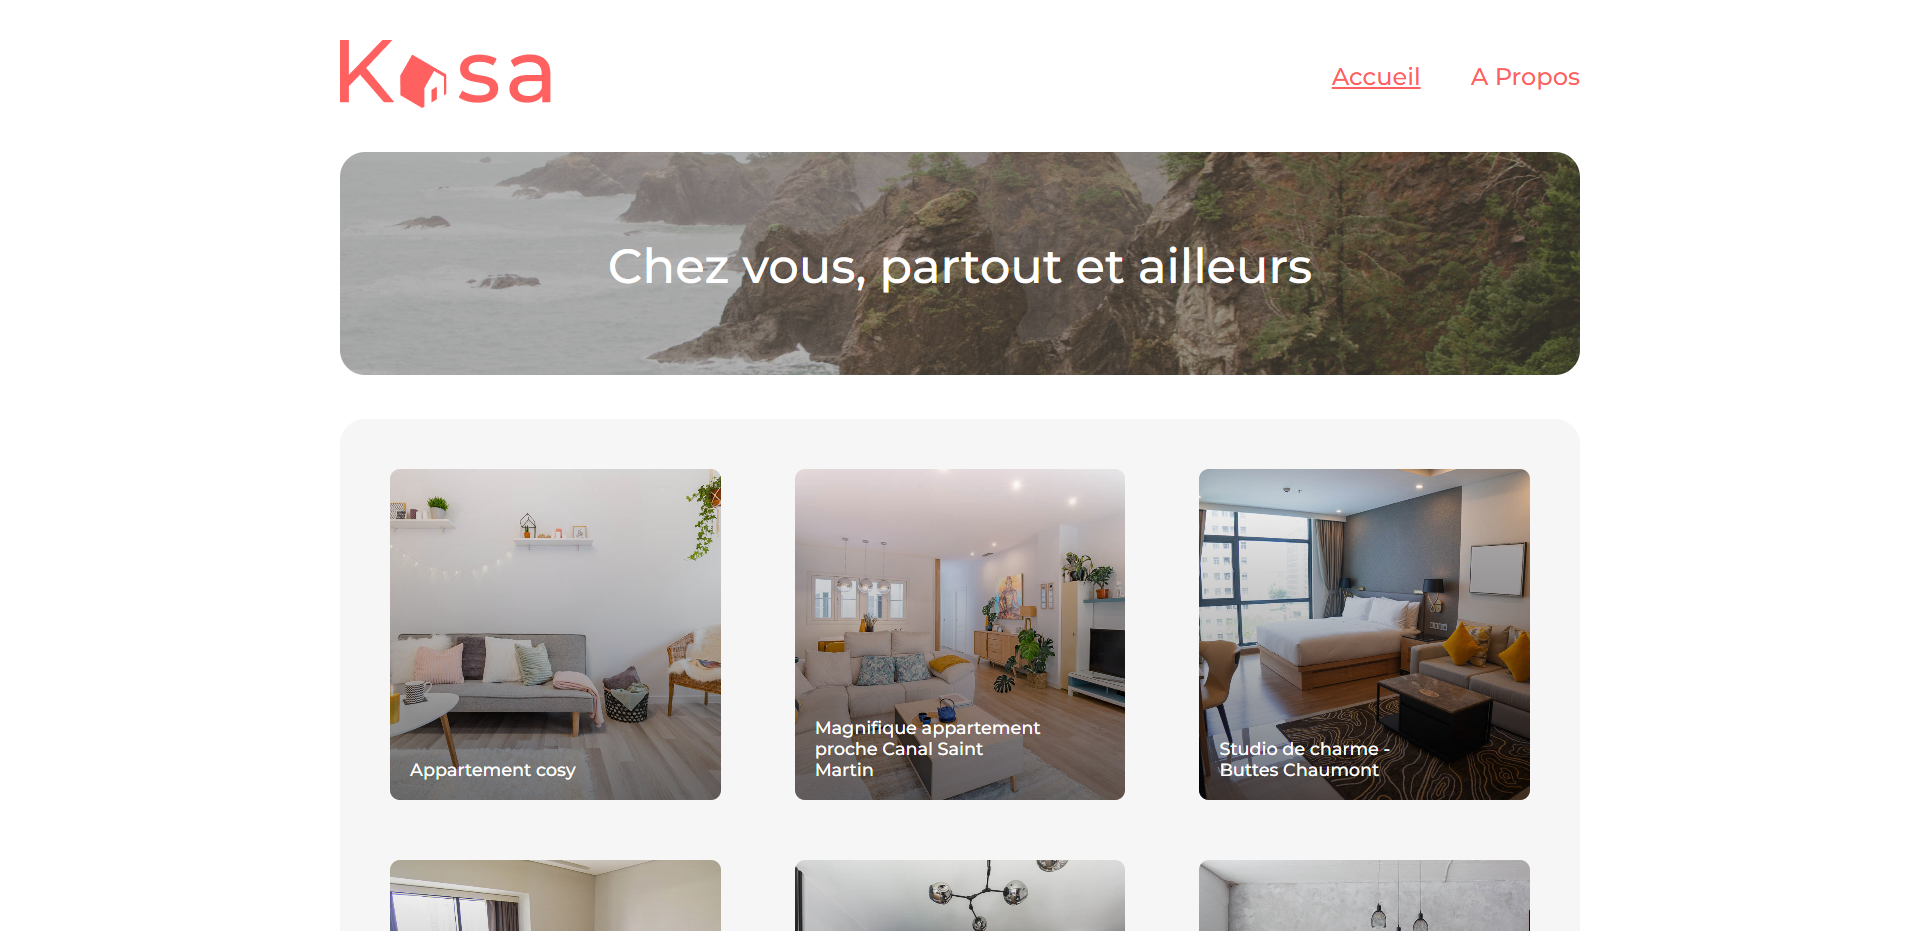 Kasa
Accueil
A Propos
Chez vous, partout et ailleurs
Appartement cosy
Magnifique appartement
proche Canal Saint
Martin
Studio de charme -
Buttes Chaumont